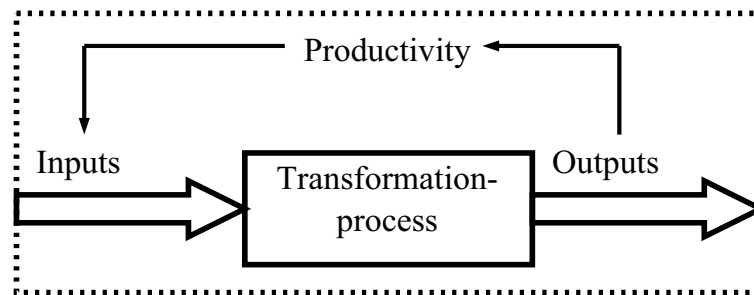 Productivity
Inputs
Transformation-
process
Outputs